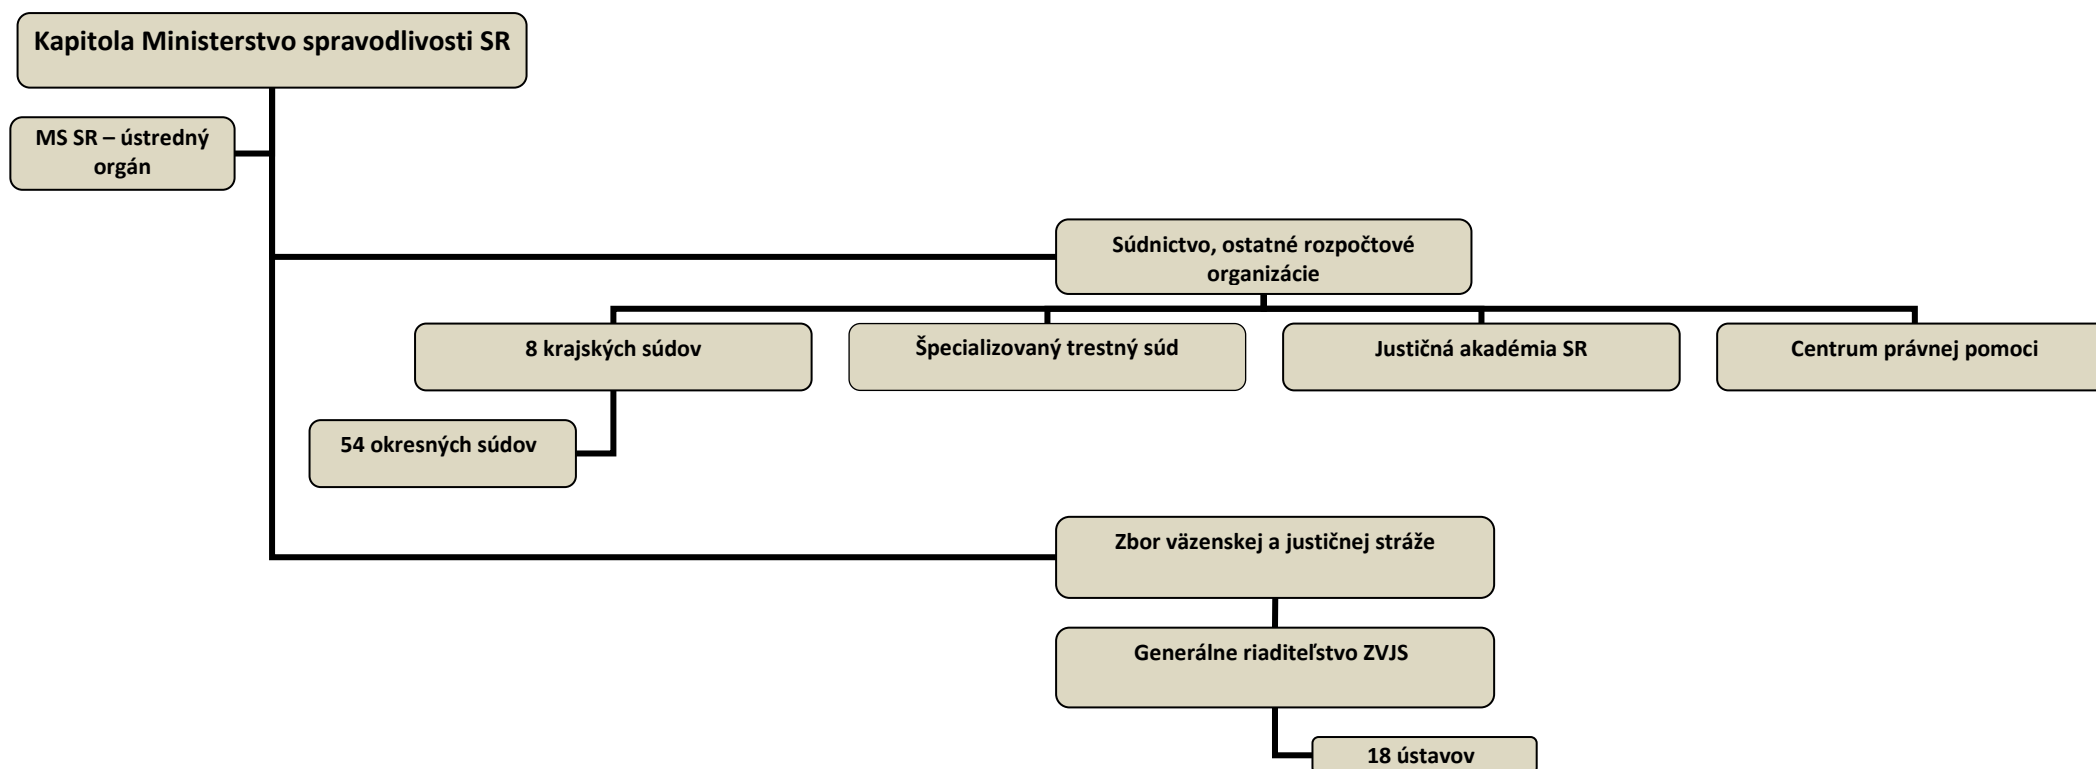 Kapitola Ministerstvo spravodlivosti SR
MS SR – ústredný
orgán
Súdnictvo, ostatné rozpočtové
organizácie
8 krajských súdov
Špecializovaný trestný súd
Justičná akadémia SR
Centrum právnej pomoci
54 okresných súdov
Zbor väzenskej a justičnej stráže
Generálne riaditeľstvo ZVJS
18 ústavov